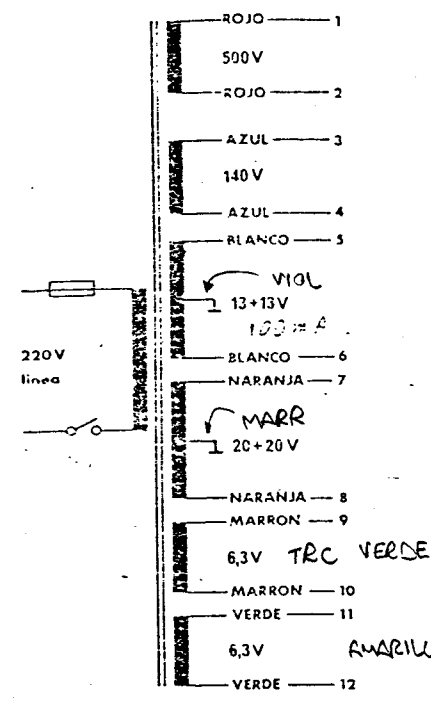 ROJO 1
500V
ROJO 2
AZUL 3
140V
AZUL 4
BLANCO 5
VIOL
13+13V
100mA
220V
linea
BLANCO 6
NARANJA 7
MARR
20+20V
NARANJA 8
MARRON 9
6,3V TRC VERDE
MARRON 10
VERDE 11
6,3V AMARILL
VERDE 12